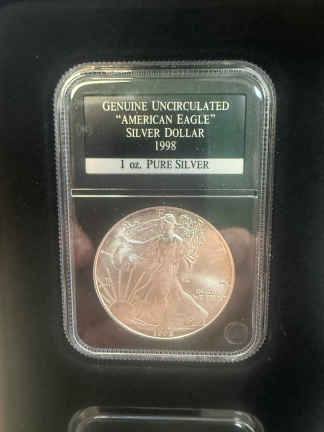 GENUINE UNCIRCULATED
“AMERICAN EAGLE”
SILVER DOLLAR
1998
1 oz. PURE SILVER